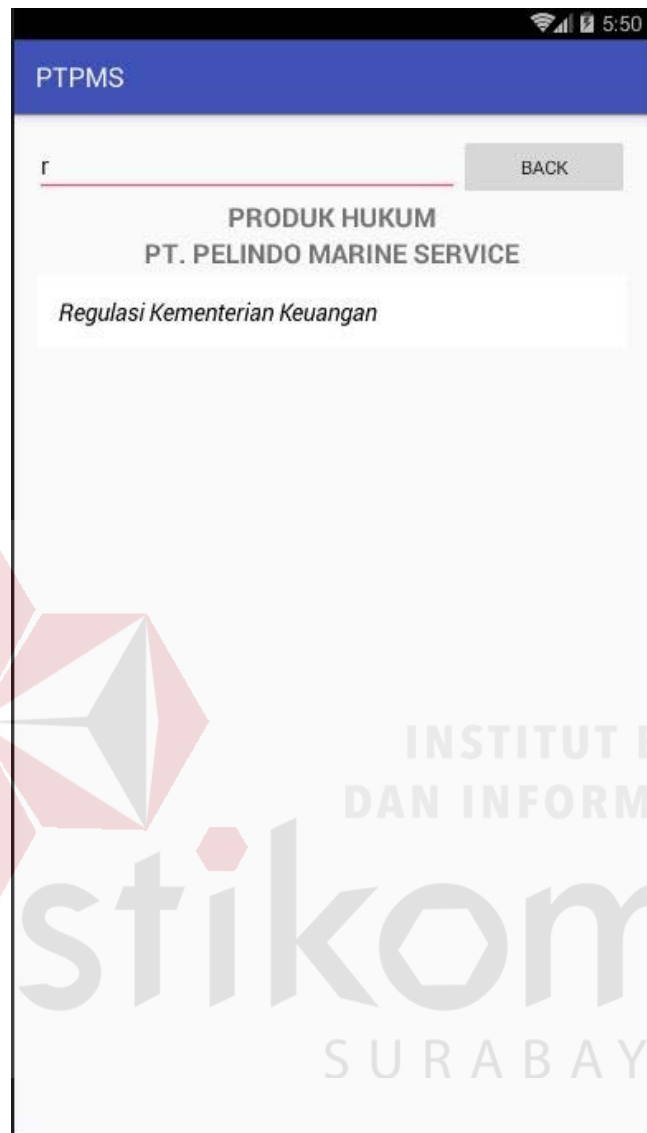 5:50
PTPMS
r
BACK
PRODUK HUKUM
PT. PELINDO MARINE SERVICE
Regulasi Kementerian Keuangan
INSTITUT
DAN INFORM
stikom
SURABAY